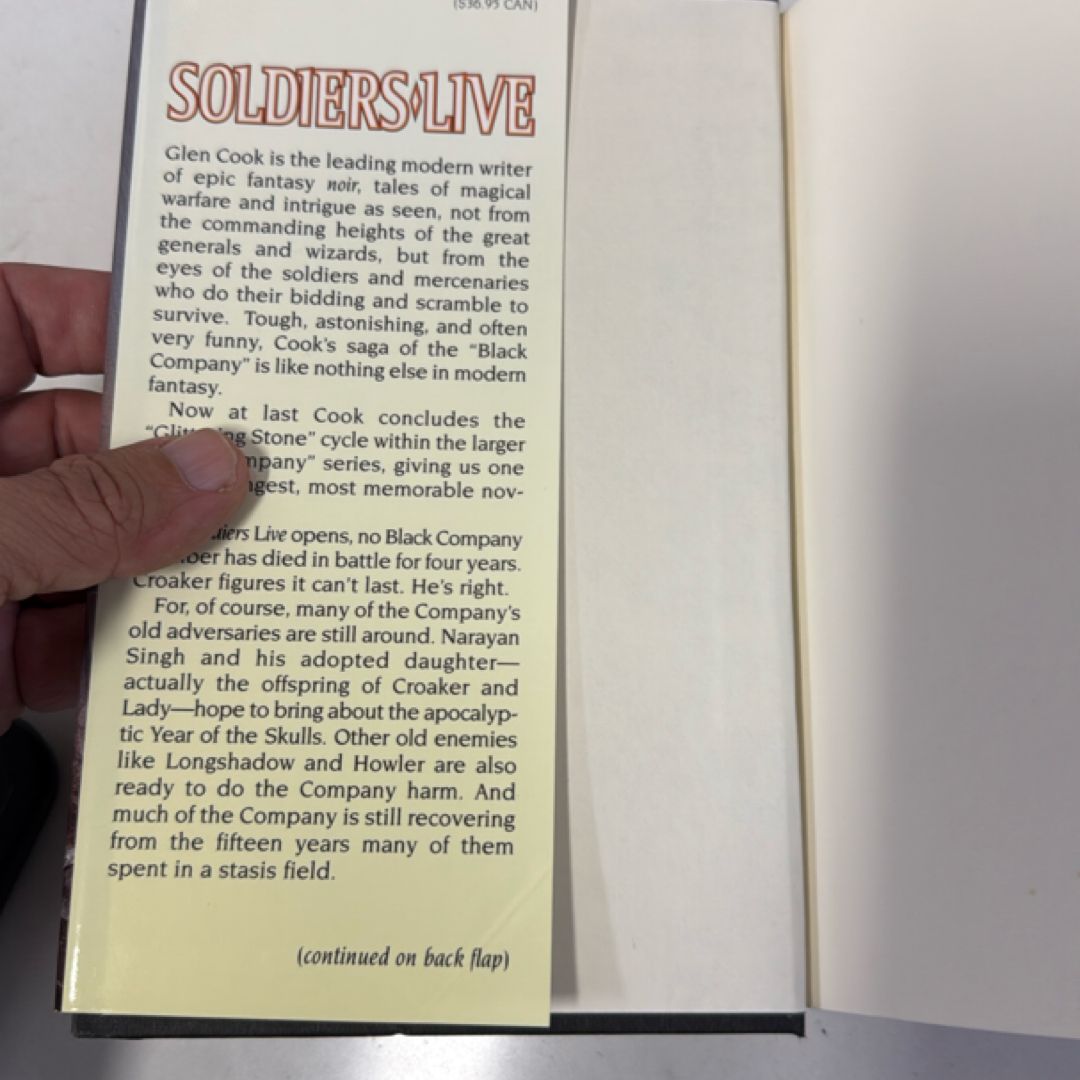 ($36.95 CAN)
SOLDIERS LIVE
Glen Cook is the leading modern writer
of epic fantasy noir, tales of magical
warfare and intrigue as seen, not from
the commanding heights of the great
generals and wizards, but from the
eyes of the soldiers and mercenaries
who do their bidding and scramble to
survive. Tough, astonishing, and often
very funny, Cook's saga of the "Black
Company" is like nothing else in modern
fantasy.
Now at last Cook concludes the
Stone" cycle within the larger
series, giving us one
most memorable nov-
Live opens, no Black Company
has died in battle for four years.
Croaker figures it can't last. He's right.
For, of course, many of the Company's
old adversaries are still around. Narayan
Singh and his adopted daughter—
actually the offspring of Croaker and
Lady—hope to bring about the apocalyp-
tic Year of the Skulls. Other old enemies
like Longshadow and Howler are also
ready to do the Company harm. And
much of the Company is still recovering
from the fifteen years many of them
spent in a stasis field.
(continued on back flap)